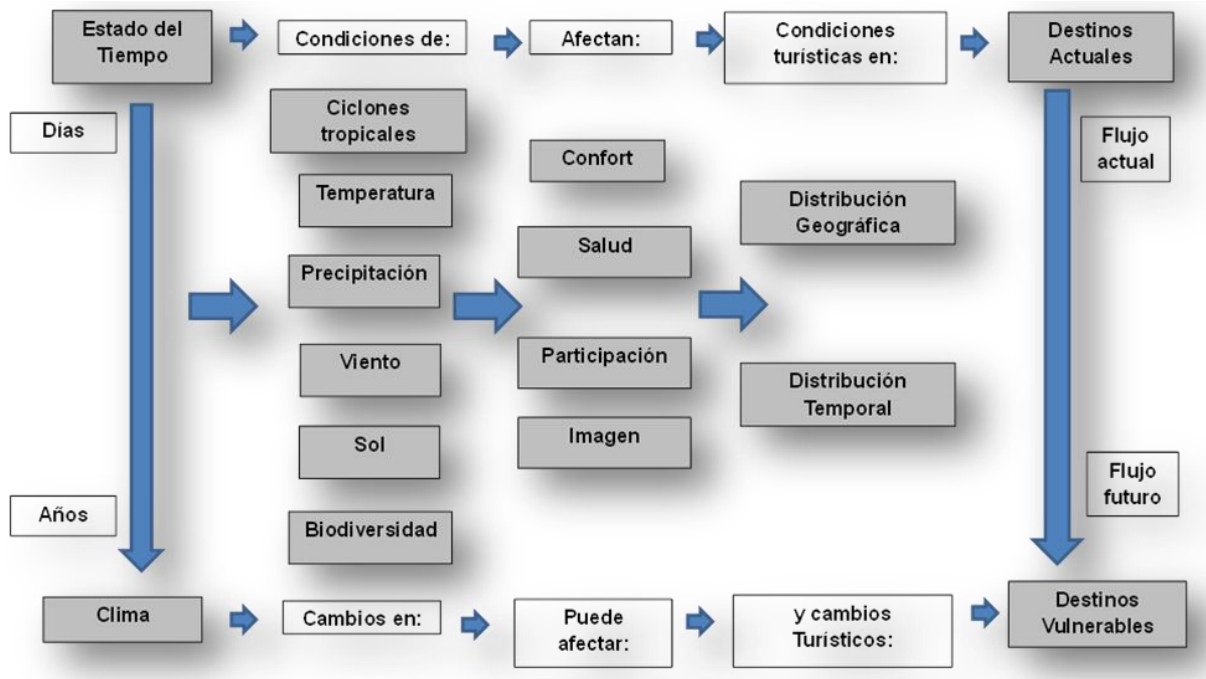 Estado del
Tiempo
Condiciones de:
Afectan:
Condiciones
turísticas en:
Destinos
Actuales
Días
Ciclones
tropicales
Confort
Flujo
actual
Temperatura
Distribución
Geográfica
Salud
Precipitación
Viento
Participación
Distribución
Temporal
Sol
Imagen
Flujo
futuro
Años
Biodiversidad
Clima
Cambios en:
Puede
afectar:
y cambios
Turísticos:
Destinos
Vulnerables